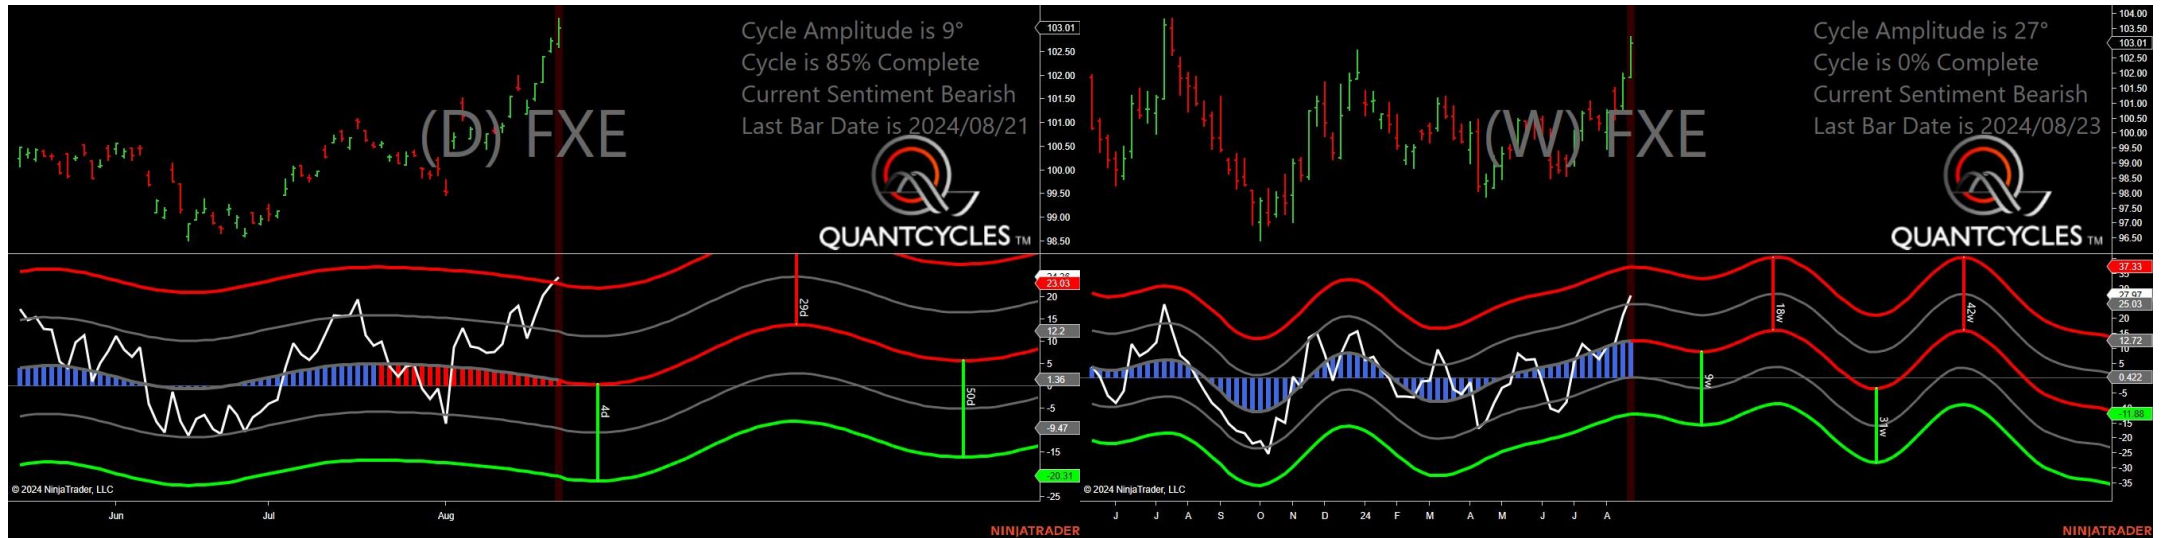 Cycle Amplitude is 9°
Cycle is 85% Complete
Current Sentiment Bearish
Last Bar Date is 2024/08/21
(D) FXE
QUANTCYCLES TM
103.01
102.50
102.00
101.50
101.00
100.50
100.00
99.50
99.00
98.50
23.03
20
15
12.2
10
5
1.36
-5
-9.47
-15
-20.31
-25
4d
29d
50d
© 2024 NinjaTrader, LLC
Jun Jul Aug
NINJATRADER
Cycle Amplitude is 27°
Cycle is 0% Complete
Current Sentiment Bearish
Last Bar Date is 2024/08/23
(W) FXE
QUANTCYCLES TM
104.00
103.50
103.01
102.50
102.00
101.50
101.00
100.50
100.00
99.50
99.00
98.50
98.00
97.50
97.00
96.50
37.33
27.97
25.03
20
15
12.72
10
0.422
-5
-11.88
-15
-20
-25
-30
-35
9w
18w
31w
42w
© 2024 NinjaTrader, LLC
J J A S O N D 24 F M A M J J A
NINJATRADER